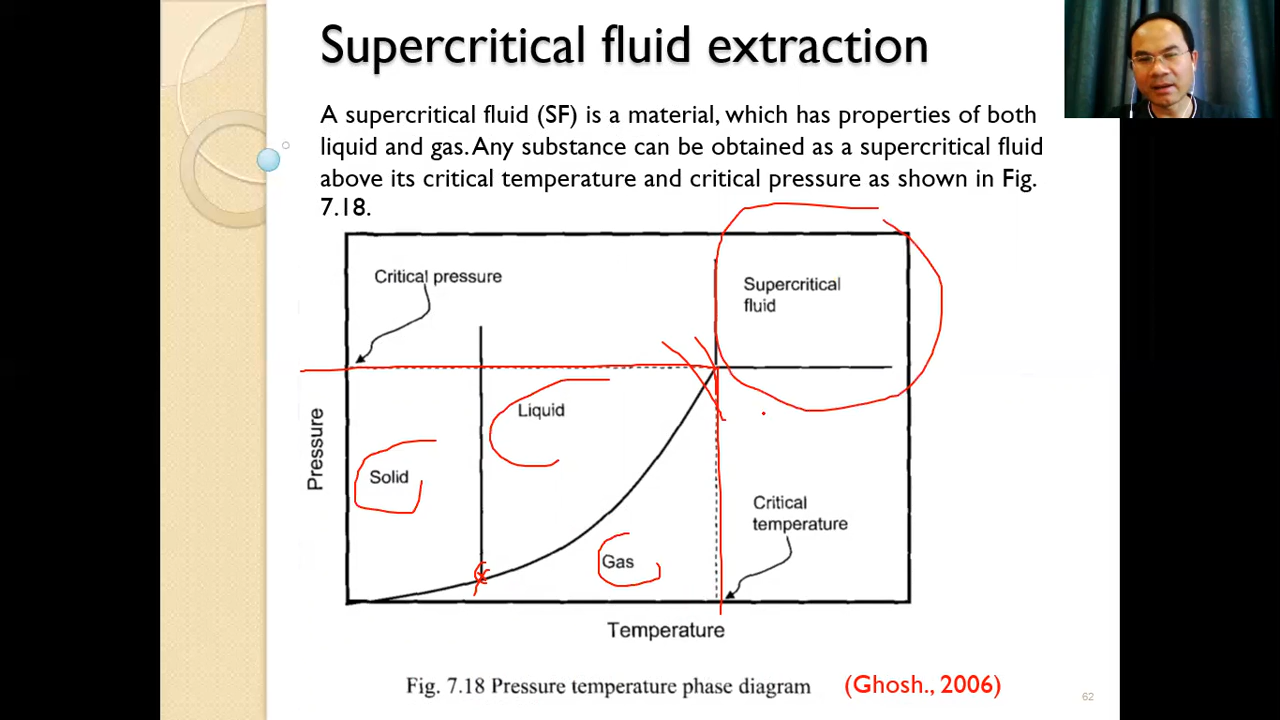 Supercritical fluid extraction
A supercritical fluid (SF) is a material, which has properties of both
liquid and gas. Any substance can be obtained as a supercritical fluid
above its critical temperature and critical pressure as shown in Fig.
7.18.
Critical pressure
Supercritical
fluid
Liquid
Pressure
Solid
Critical
temperature
Gas
Temperature
Fig. 7.18 Pressure temperature phase diagram
(Ghosh., 2006)
62